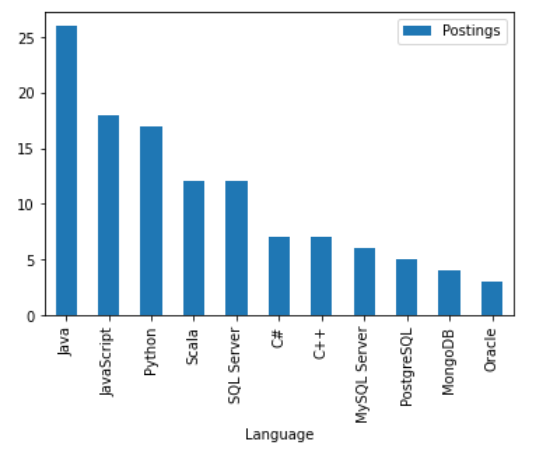 Postings
25
20
15
10
5
0
Java
JavaScript
Python
Scala
SQL Server
C#
C++
MySQL Server
PostgreSQL
MongoDB
Oracle
Language